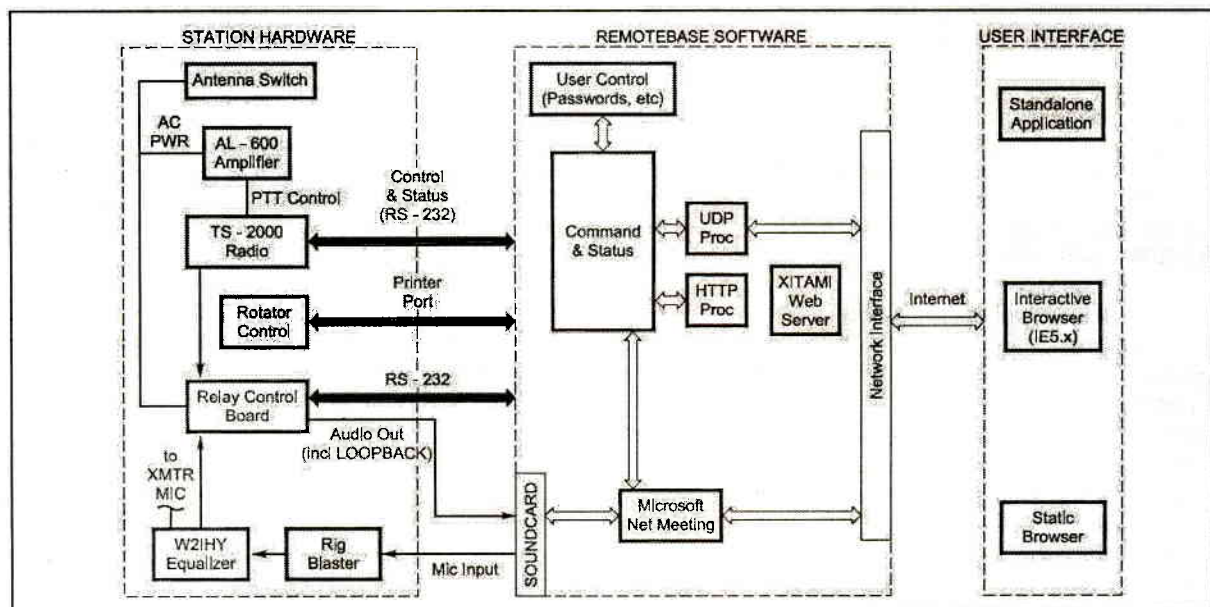 STATION HARDWARE
REMOTEBASE SOFTWARE
USER INTERFACE
Antenna Switch
AC
PWR
AL - 600
Amplifier
PTT Control
TS - 2000
Radio
Rotator
Control
Relay Control
Board
to
XMTR
MIC
W2IHY
Equalizer
Rig
Blaster
Control
& Status
(RS - 232)
Printer
Port
RS - 232
Audio Out
(incl LOOPBACK)
Mic Input
SOUNDCARD
User Control
(Passwords, etc)
Command
& Status
UDP
Proc
HTTP
Proc
XITAMI
Web
Server
Microsoft
Net Meeting
Network Interface
Internet
Standalone
Application
Interactive
Browser
(IE5.x)
Static
Browser